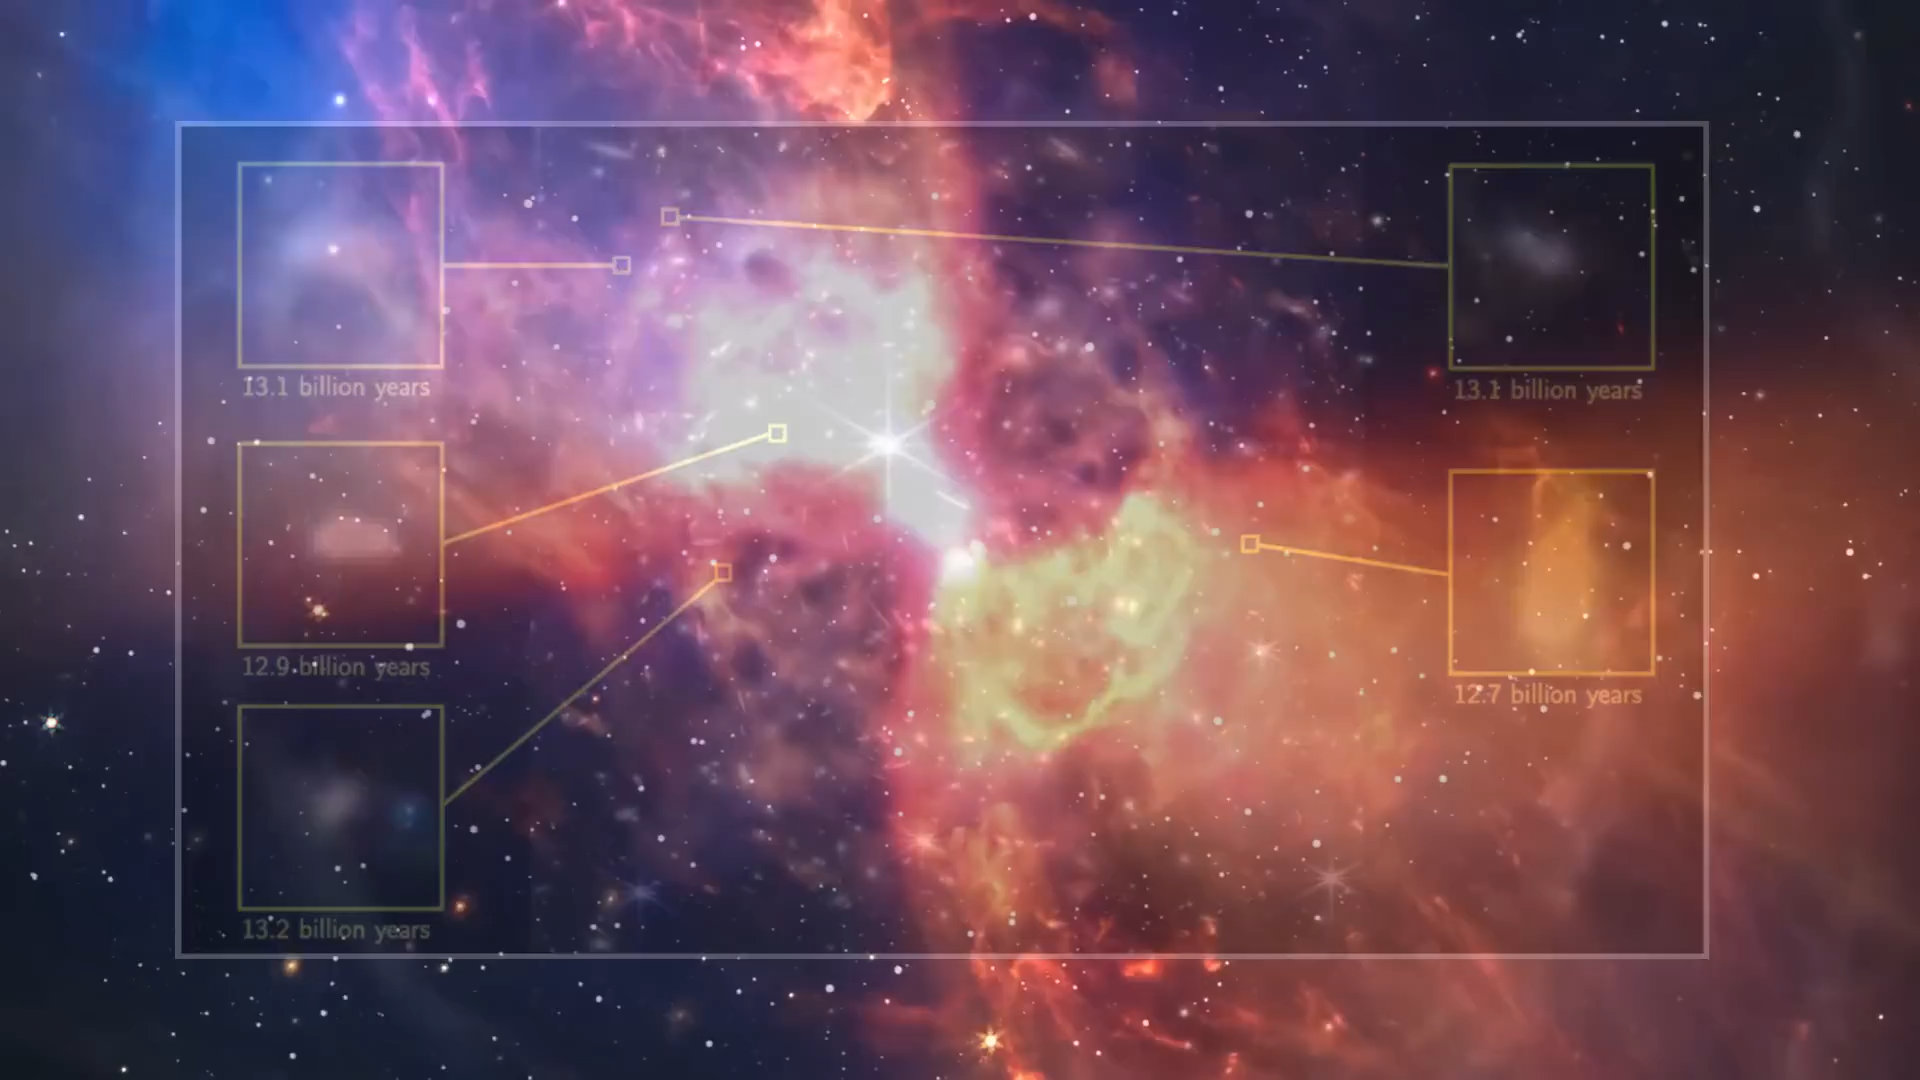 13.1 billion years
13.1 billion years
12.9 billion years
12.7 billion years
13.2 billion years